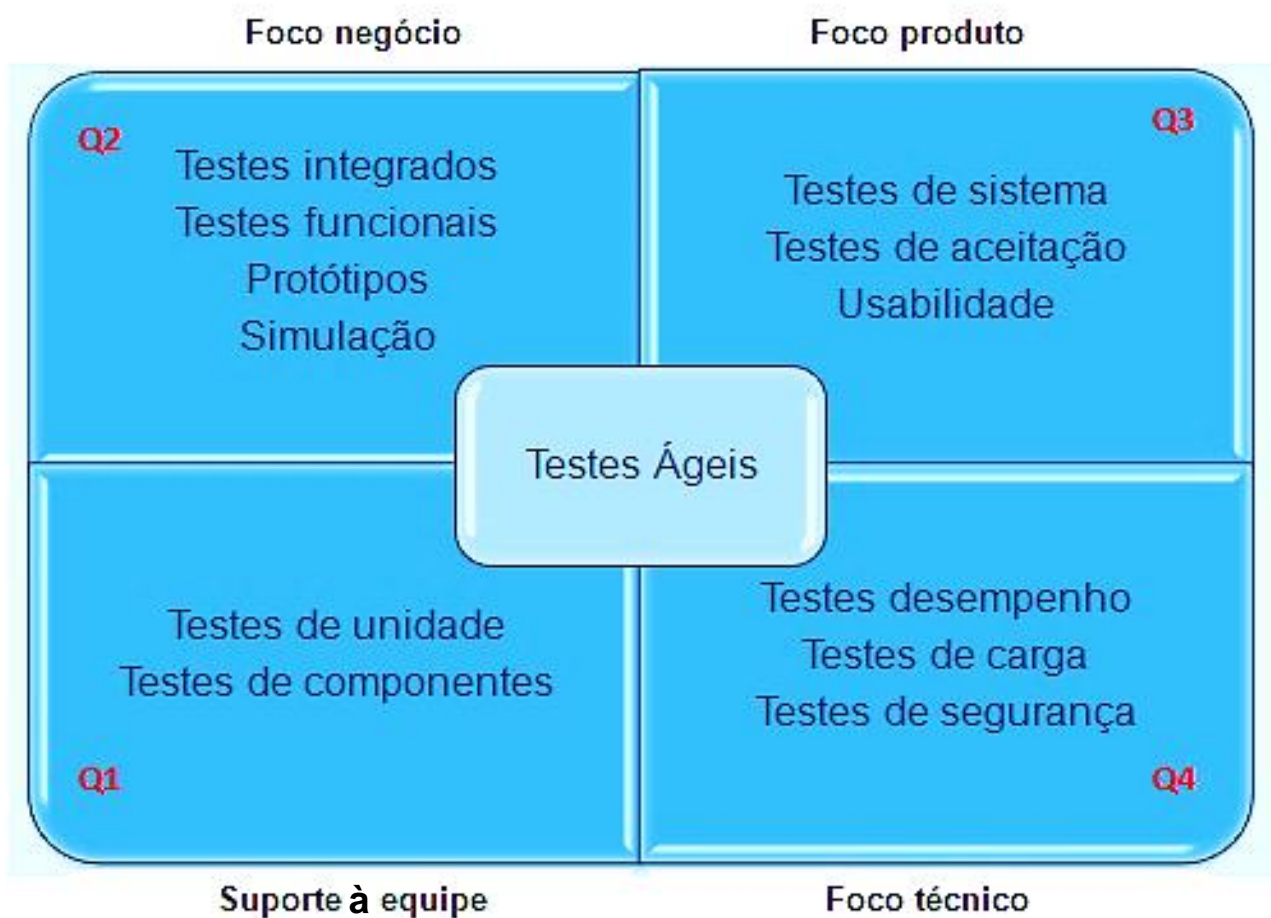 Foco negócio
Foco produto
Q2
Testes integrados
Testes funcionais
Protótipos
Simulação
Q3
Testes de sistema
Testes de aceitação
Usabilidade
Testes Ágeis
Testes de unidade
Testes de componentes
Q1
Testes desempenho
Testes de carga
Testes de segurança
Q4
Suporte à equipe
Foco técnico